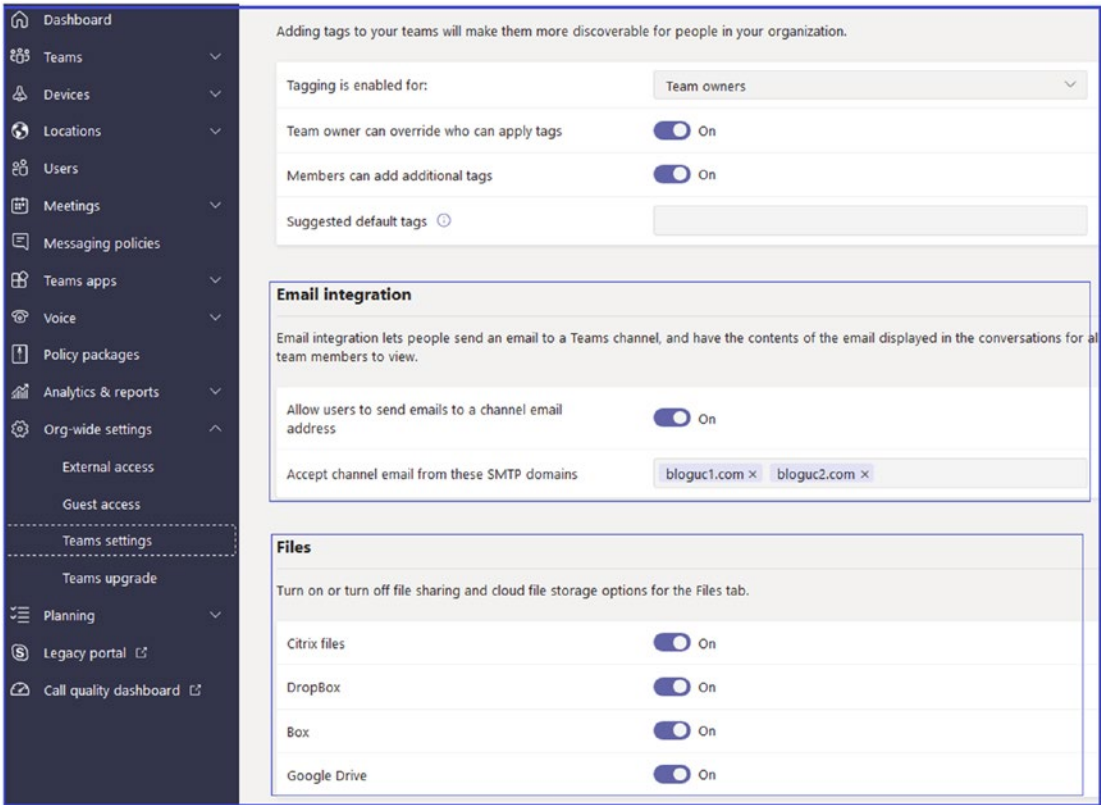 Dashboard
Teams
Devices
Locations
Users
Meetings
Messaging policies
Teams apps
Voice
Policy packages
Analytics & reports
Org-wide settings
External access
Guest access
Teams settings
Teams upgrade
Planning
Legacy portal
Call quality dashboard
Adding tags to your teams will make them more discoverable for people in your organization.
Tagging is enabled for: Team owners
Team owner can override who can apply tags On
Members can add additional tags On
Suggested default tags
Email integration
Email integration lets people send an email to a Teams channel, and have the contents of the email displayed in the conversations for al
team members to view.
Allow users to send emails to a channel email
address On
Accept channel email from these SMTP domains bloguc1.com × bloguc2.com ×
Files
Turn on or turn off file sharing and cloud file storage options for the Files tab.
Citrix files On
DropBox On
Box On
Google Drive On